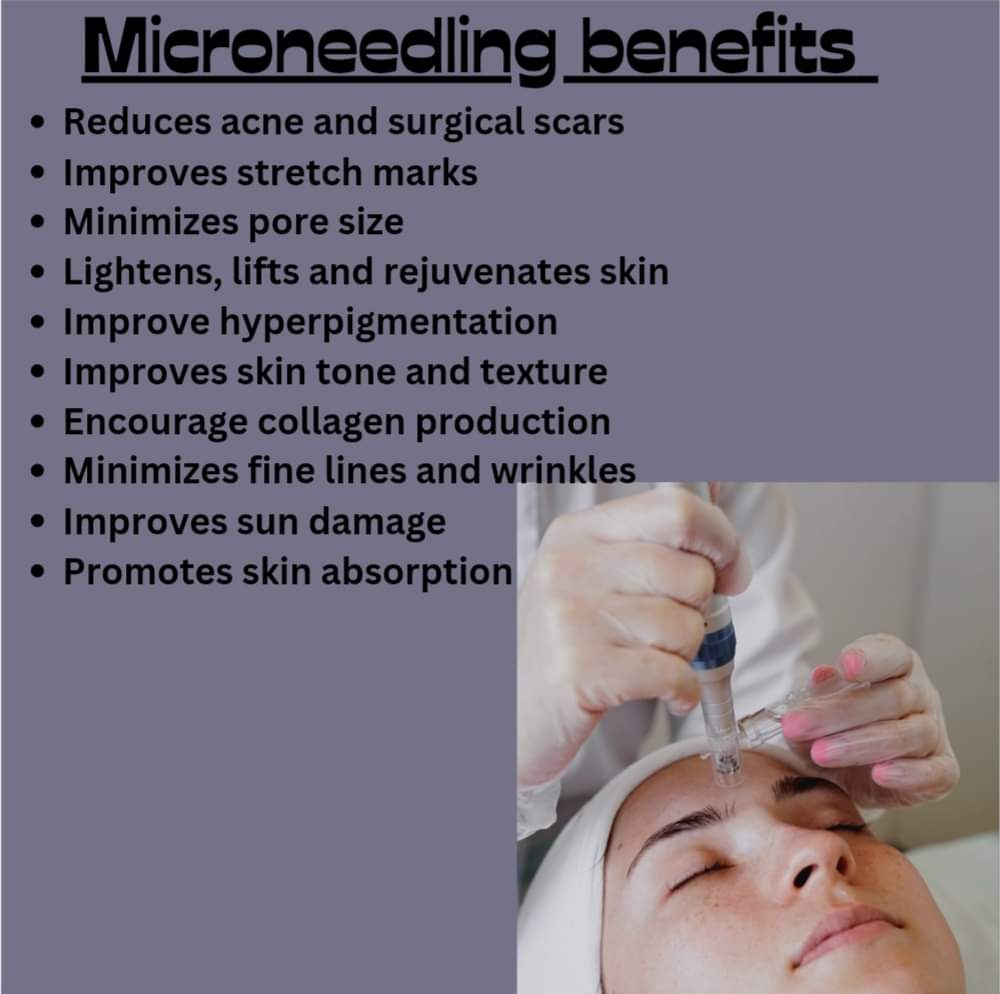 Microneedling benefits
• Reduces acne and surgical scars
• Improves stretch marks
• Minimizes pore size
• Lightens, lifts and rejuvenates skin
• Improve hyperpigmentation
• Improves skin tone and texture
• Encourage collagen production
• Minimizes fine lines and wrinkles
• Improves sun damage
• Promotes skin absorption